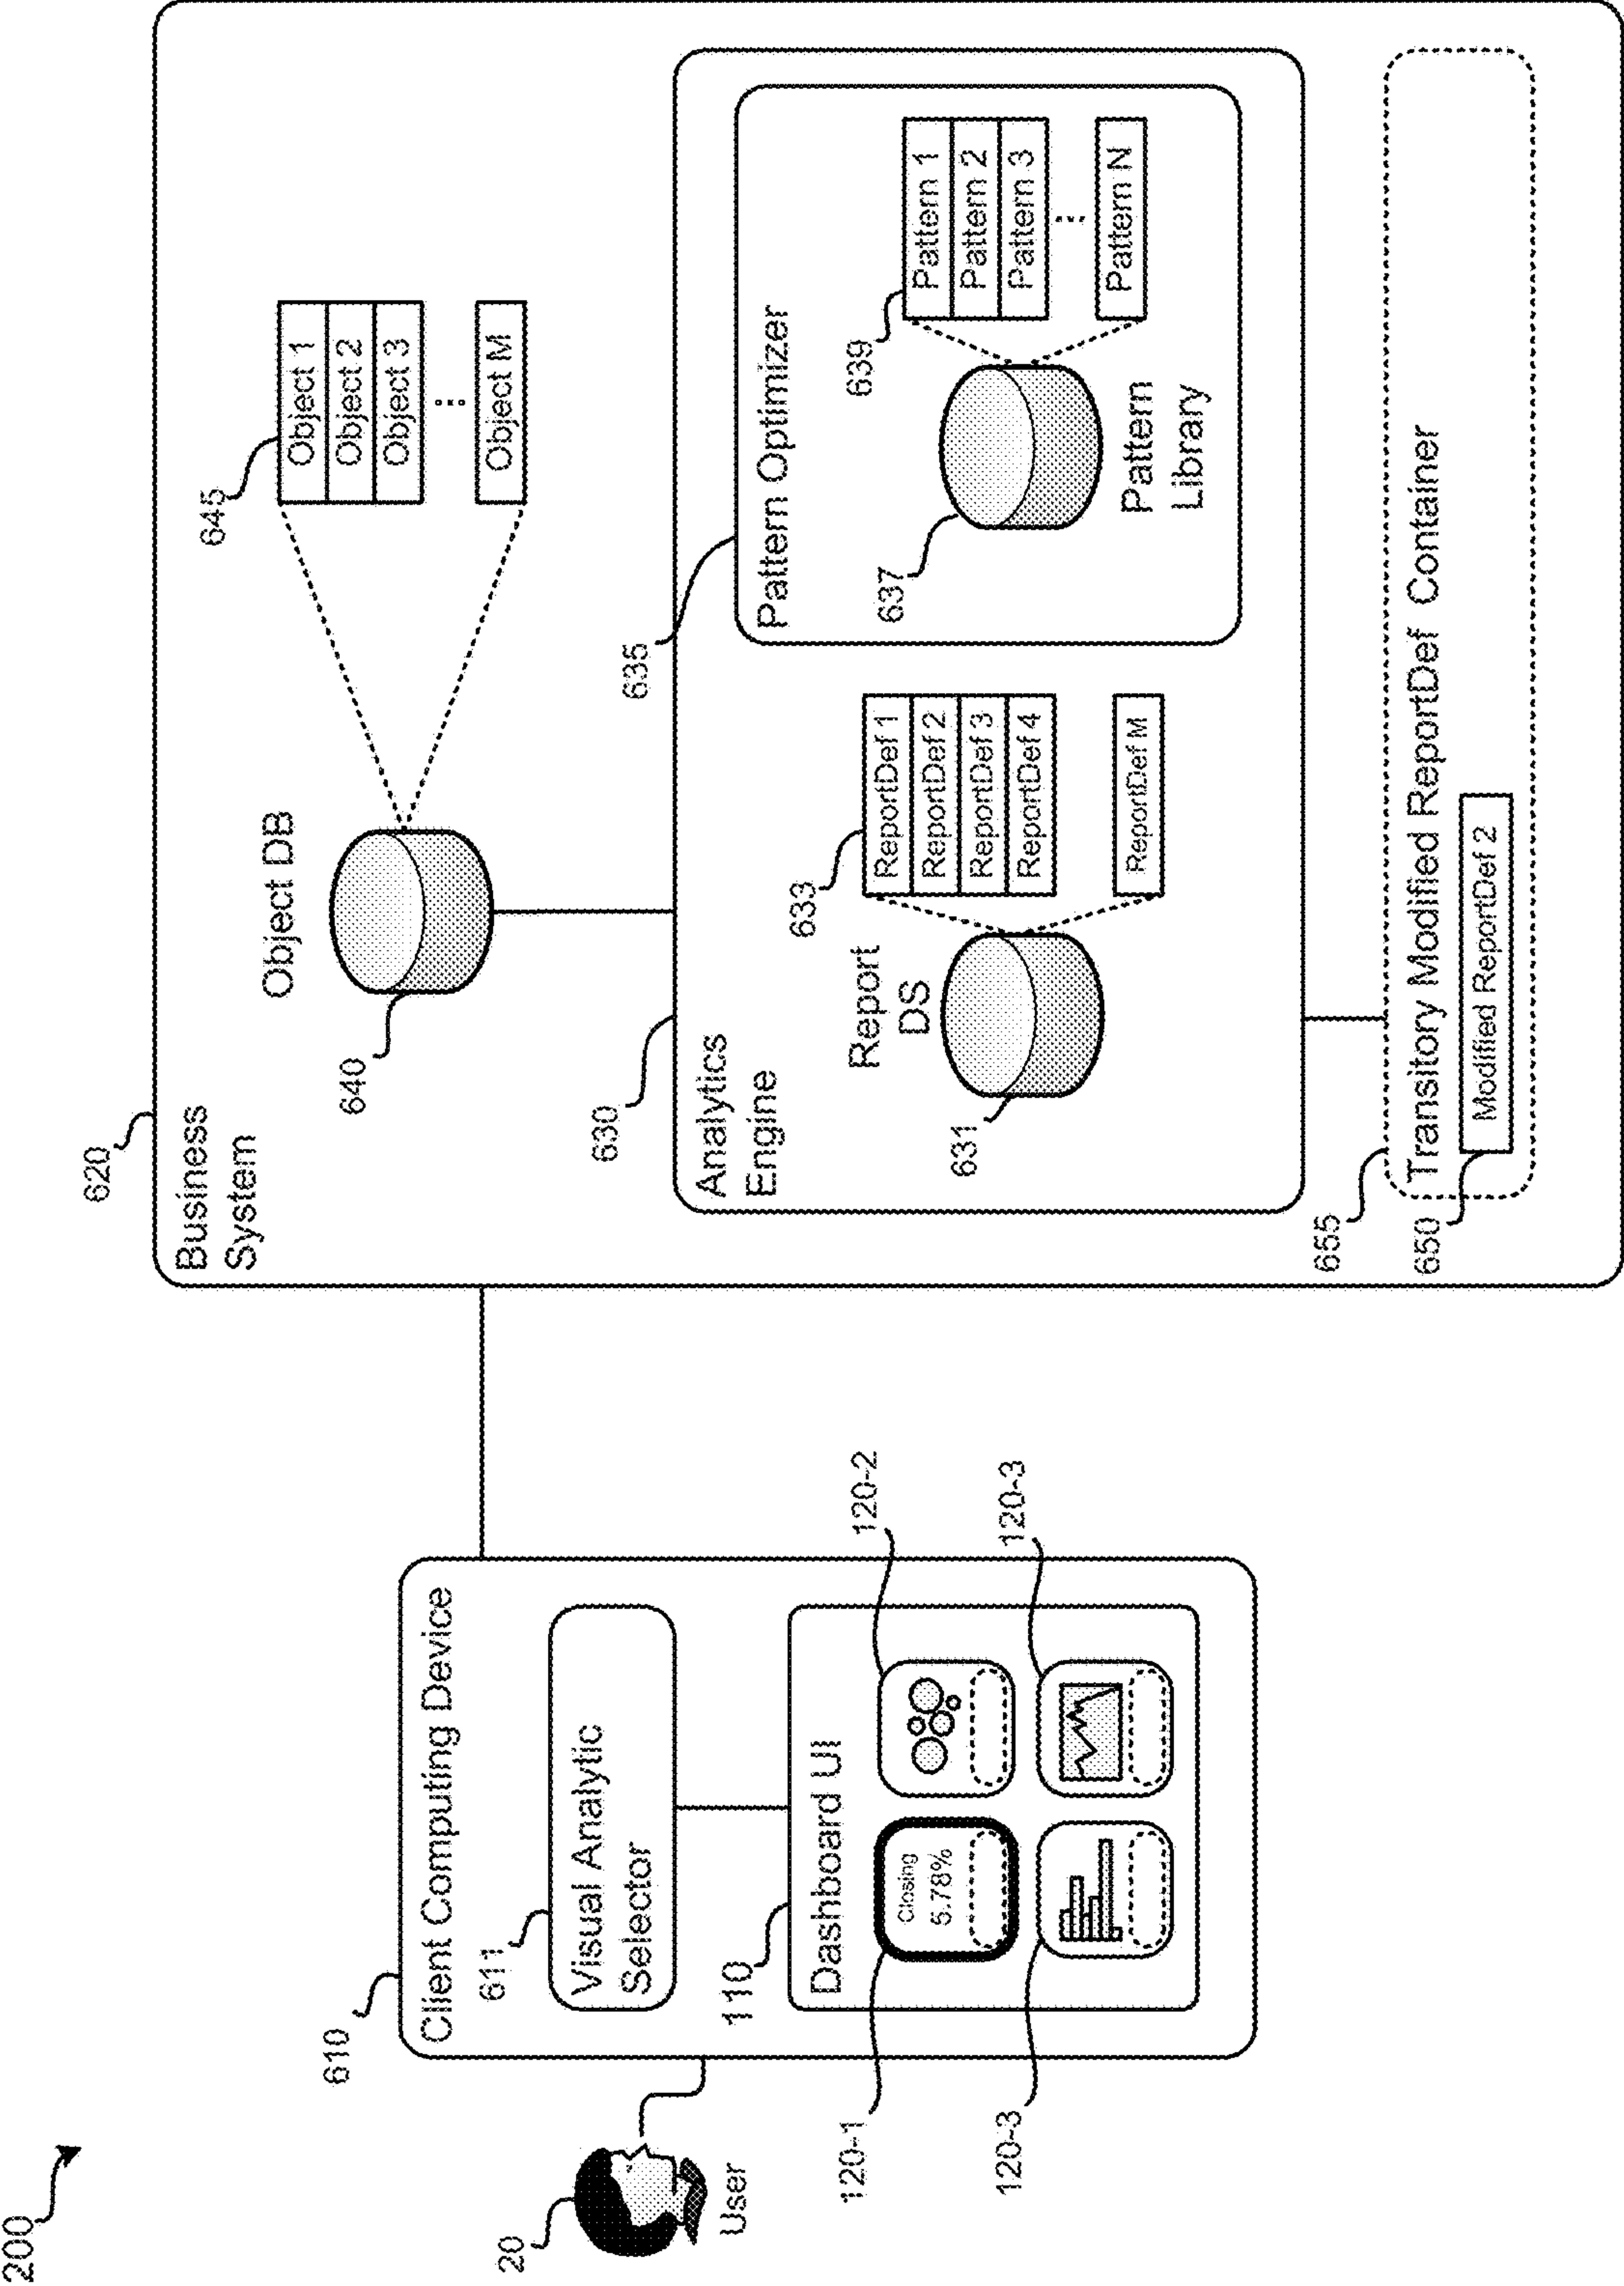 200
620
Business
System
Object DB
640
645
Object 1
Object 2
Object 3
Object M
610
Client Computing Device
611
Visual Analytic
Selector
20
User
110
Dashboard UI
120-1
Closing
5.78%
120-2
120-3
120-3
630
Analytics
Engine
Report
DS
631
633
ReportDef 1
ReportDef 2
ReportDef 3
ReportDef 4
ReportDef M
635
Pattern Optimizer
637
Pattern
Library
639
Pattern 1
Pattern 2
Pattern 3
Pattern N
655
Transitory Modified ReportDef Container
650
Modified ReportDef 2